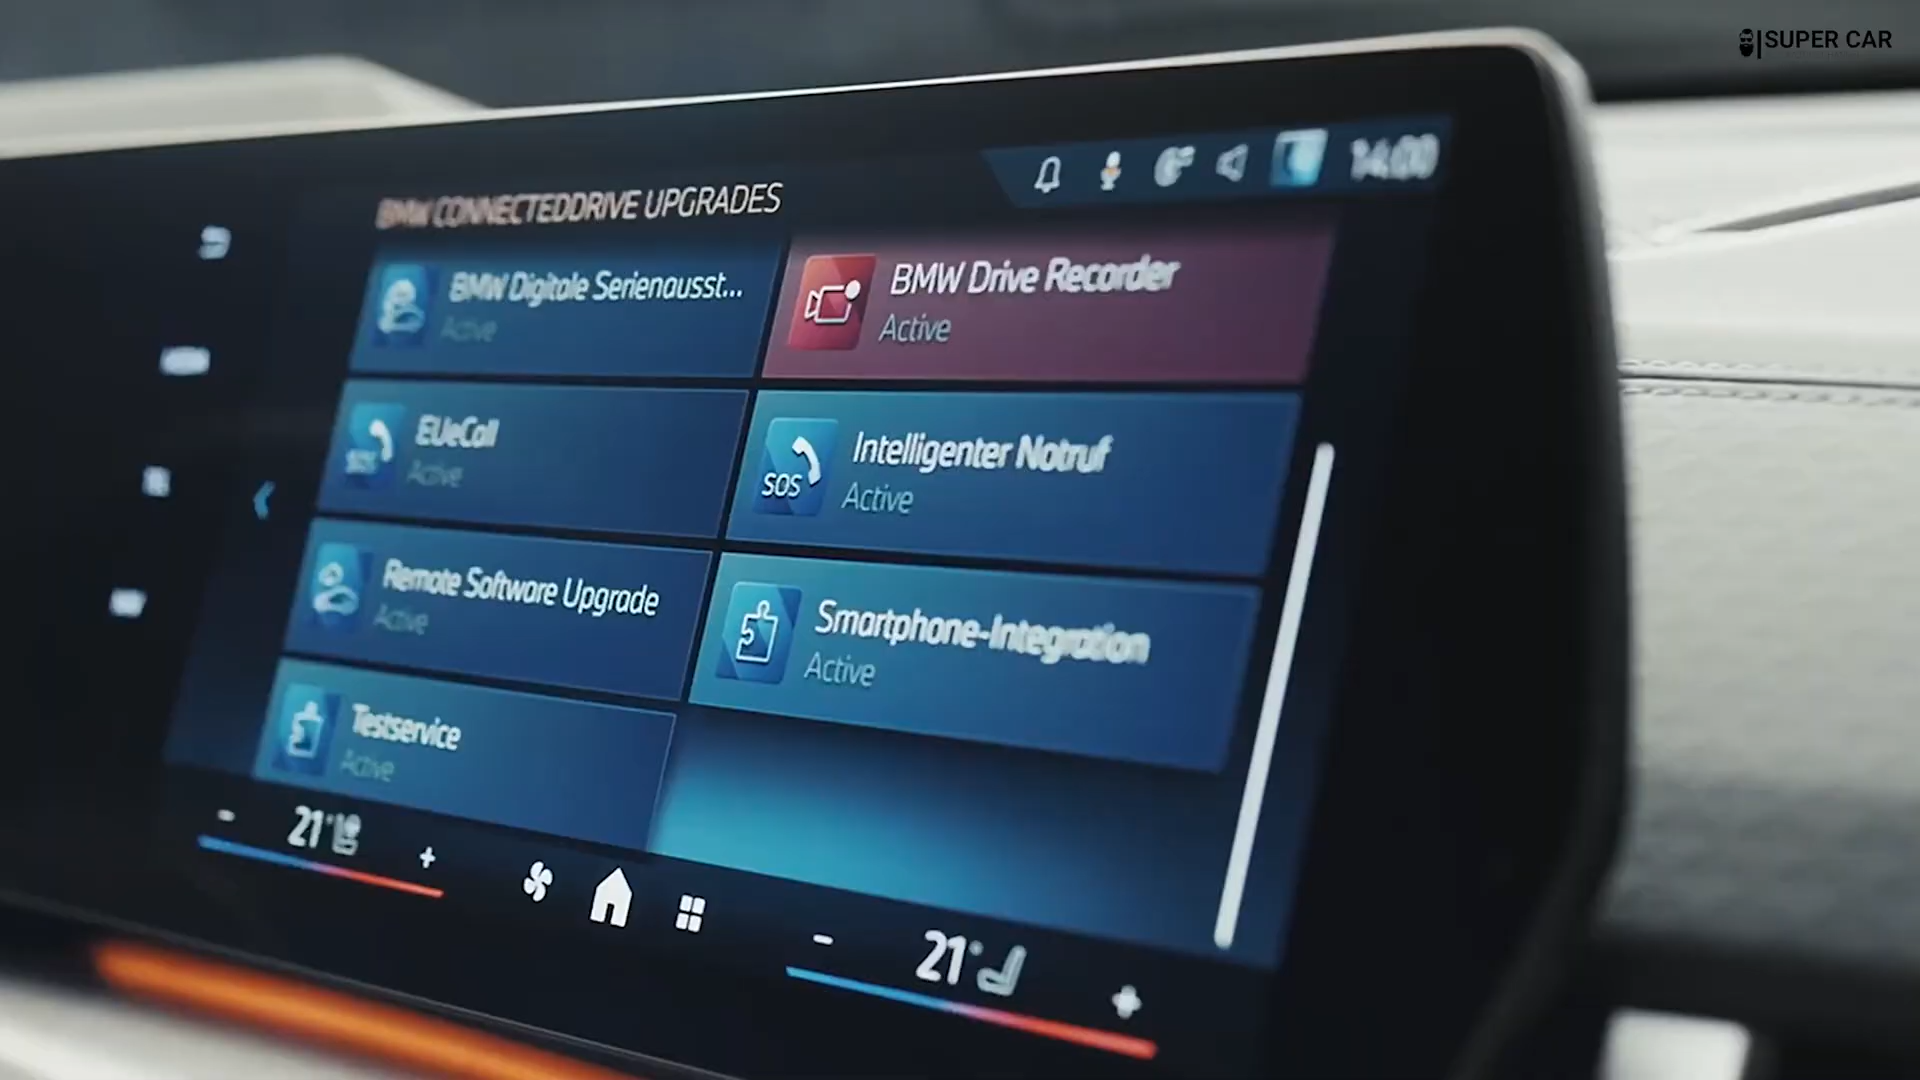 SUPER CAR
14:00
BMW CONNECTEDDRIVE UPGRADES
BMW Digitale Serienausst...
Active
BMW Drive Recorder
Active
EUeCall
Active
SOS
Intelligenter Notruf
Active
SOS
Remote Software Upgrade
Active
Smartphone-Integration
Active
Testservice
Active
- 21° +
- 21° +